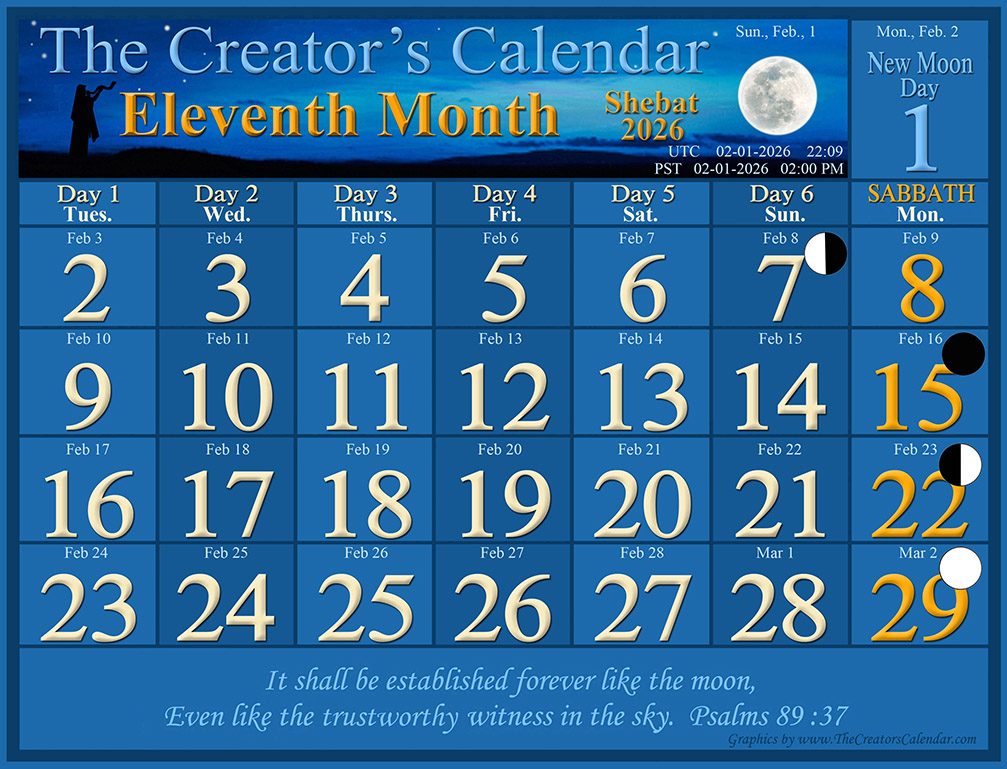 The Creator's Calendar
Sun., Feb., 1
Mon., Feb. 2
Eleventh Month
Shebat
2026
UTC 02-01-2026 22:09
PST 02-01-2026 02:00 PM
New Moon
Day
1
Day 1 Day 2 Day 3 Day 4 Day 5 Day 6 SABBATH
Tues. Wed. Thurs. Fri. Sat. Sun. Mon.
Feb 3 Feb 4 Feb 5 Feb 6 Feb 7 Feb 8 Feb 9
2 3 4 5 6 7 8
Feb 10 Feb 11 Feb 12 Feb 13 Feb 14 Feb 15 Feb 16
9 10 11 12 13 14 15
Feb 17 Feb 18 Feb 19 Feb 20 Feb 21 Feb 22 Feb 23
16 17 18 19 20 21 22
Feb 24 Feb 25 Feb 26 Feb 27 Feb 28 Mar 1 Mar 2
23 24 25 26 27 28 29
It shall be established forever like the moon,
Even like the trustworthy witness in the sky. Psalms 89 :37
Graphics by www.TheCreatorsCalendar.com